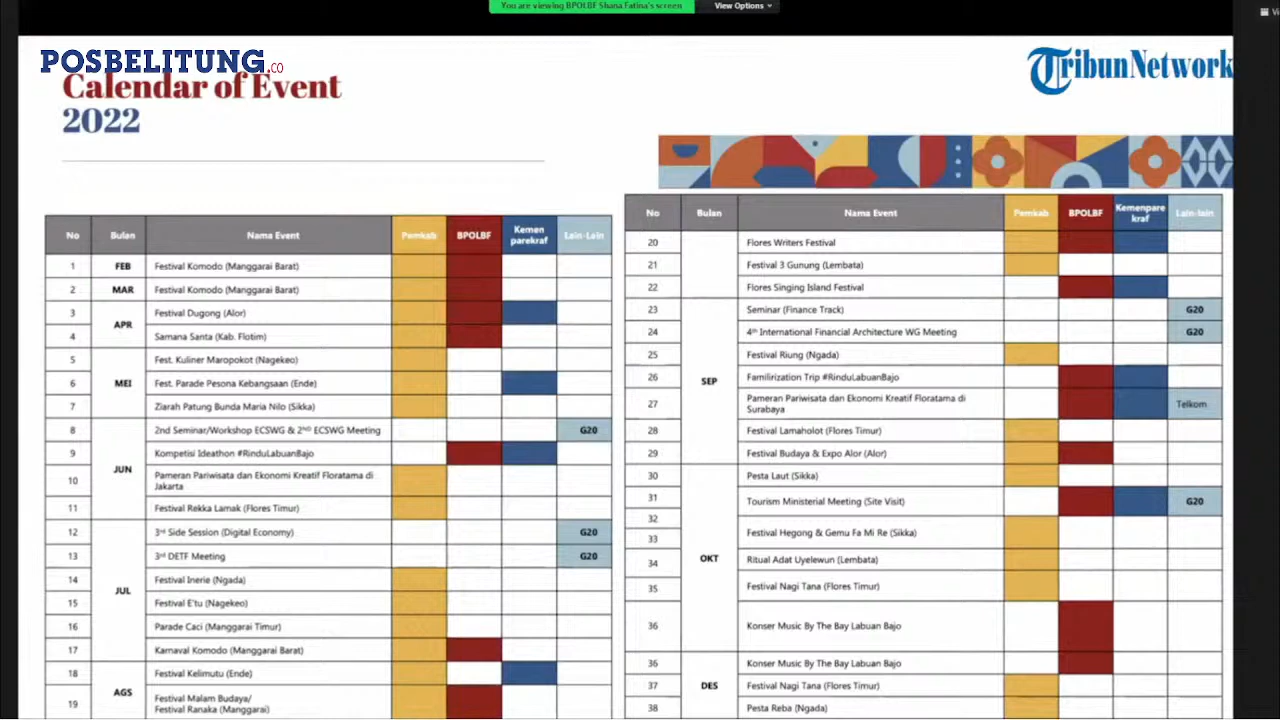 You are viewing BPOLBF Shana Fatina's screen
View Options
POSBELITUNG.CO
TribunNetwork
Calendar of Event
2022
No Bulan Nama Event Pemkab BPOLBF Kemen parekraf Lain-Lain
1 FEB Festival Komodo (Manggarai Barat)
2 MAR Festival Komodo (Manggarai Barat)
3 APR Festival Dugong (Alor)
4 Samana Santa (Kab. Flotim)
5 MEI Fest. Kuliner Maropokot (Nagekeo)
6 Fest. Parade Pesona Kebangsaan (Ende)
7 Ziarah Patung Bunda Maria Nilo (Sikka)
8 JUN 2nd Seminar/Workshop ECSWG & 2ND ECSWG Meeting G20
9 Kompetisi Ideathon #RinduLabuanBajo
10 Pameran Pariwisata dan Ekonomi Kreatif Floratama di
Jakarta
11 Festival Rekka Lamak (Flores Timur)
12 JUL 3rd Side Session (Digital Economy) G20
13 3rd DETF Meeting G20
14 Festival Inerie (Ngada)
15 Festival E'tu (Nagekeo)
16 Parade Caci (Manggarai Timur)
17 Karnaval Komodo (Manggarai Barat)
18 AGS Festival Kelimutu (Ende)
19 Festival Malam Budaya/
Festival Ranaka (Manggarai)
No Bulan Nama Event Pemkab BPOLBF Kemenpare kraf Lain-lain
20 Flores Writers Festival
21 Festival 3 Gunung (Lembata)
22 Flores Singing Island Festival
23 SEP Seminar (Finance Track) G20
24 4th International Financial Architecture WG Meeting G20
25 Festival Riung (Ngada)
26 Familirization Trip #RinduLabuanBajo
27 Pameran Pariwisata dan Ekonomi Kreatif Floratama di
Surabaya Telkom
28 Festival Lamaholot (Flores Timur)
29 Festival Budaya & Expo Alor (Alor)
30 OKT Pesta Laut (Sikka)
31 Tourism Ministerial Meeting (Site Visit) G20
32
33 Festival Hegong & Gemu Fa Mi Re (Sikka)
34 Ritual Adat Uyelewun (Lembata)
35 Festival Nagi Tana (Flores Timur)
36 Konser Music By The Bay Labuan Bajo
36 DES Konser Music By The Bay Labuan Bajo
37 Festival Nagi Tana (Flores Timur)
38 Pesta Reba (Ngada)